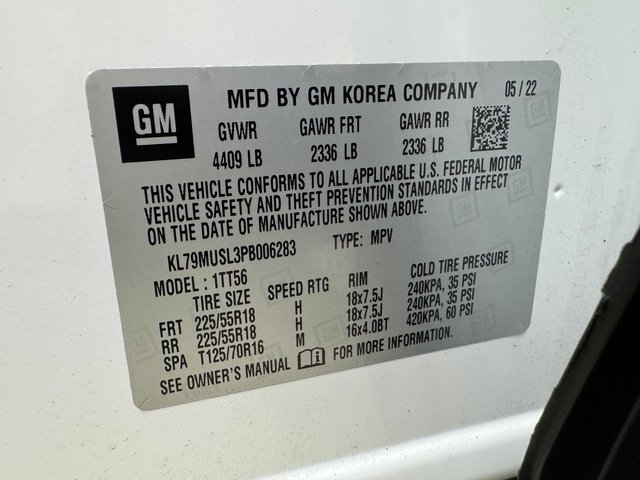 GM MFD BY GM KOREA COMPANY 05 / 22
GVWR GAWR FRT GAWR RR
4409 LB 2336 LB 2336 LB
THIS VEHICLE CONFORMS TO ALL APPLICABLE U.S. FEDERAL MOTOR
VEHICLE SAFETY AND THEFT PREVENTION STANDARDS IN EFFECT
ON THE DATE OF MANUFACTURE SHOWN ABOVE.
KL79MUSL3PB006283 TYPE: MPV
MODEL : 1TT56
TIRE SIZE SPEED RTG RIM COLD TIRE PRESSURE
FRT 225/55R18 H 18x7.5J 240KPA, 35 PSI
RR 225/55R18 H 18x7.5J 240KPA, 35 PSI
SPA T125/70R16 M 16x4.0BT 420KPA, 60 PSI
SEE OWNER'S MANUAL FOR MORE INFORMATION.